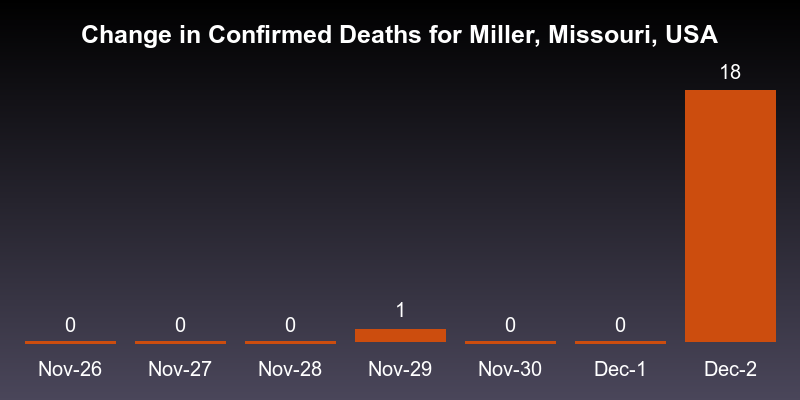 Change in Confirmed Deaths for Miller, Missouri, USA
0 0 0 1 0 0 18
Nov-26 Nov-27 Nov-28 Nov-29 Nov-30 Dec-1 Dec-2